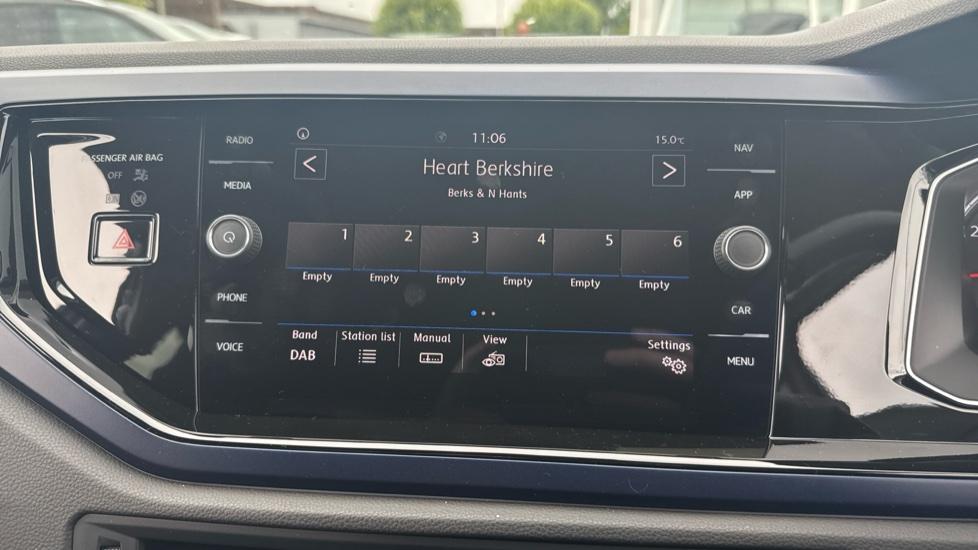 PASSENGER AIR BAG
OFF
RADIO
MEDIA
PHONE
VOICE
11:06
15.0°C
Heart Berkshire
Berks & N Hants
1 2 3 4 5 6
Empty Empty Empty Empty Empty Empty
Band Station list Manual View Settings
DAB
NAV
APP
CAR
MENU
2